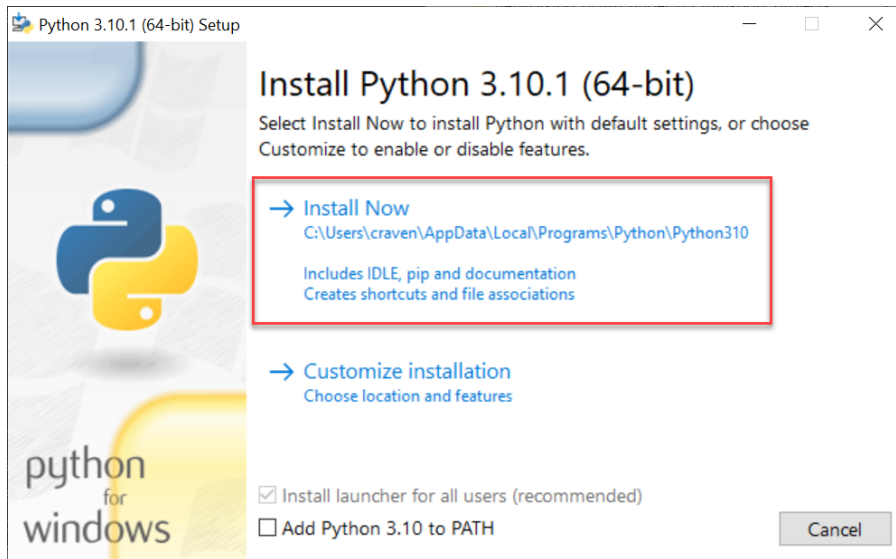 Python 3.10.1 (64-bit) Setup
Install Python 3.10.1 (64-bit)
Select Install Now to install Python with default settings, or choose
Customize to enable or disable features.
Install Now
C:\Users\craven\AppData\Local\Programs\Python\Python310
Includes IDLE, pip and documentation
Creates shortcuts and file associations
Customize installation
Choose location and features
python
for
windows
Install launcher for all users (recommended)
Add Python 3.10 to PATH
Cancel